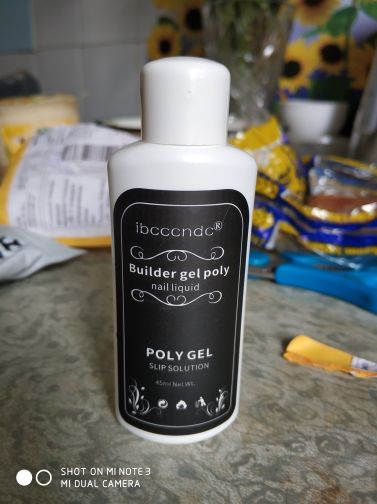 ibcccndc®
Builder gel poly
nail liquid
POLY GEL
SLIP SOLUTION
45ml Net Wt.
SHOT ON MI NOTE 3
MI DUAL CAMERA